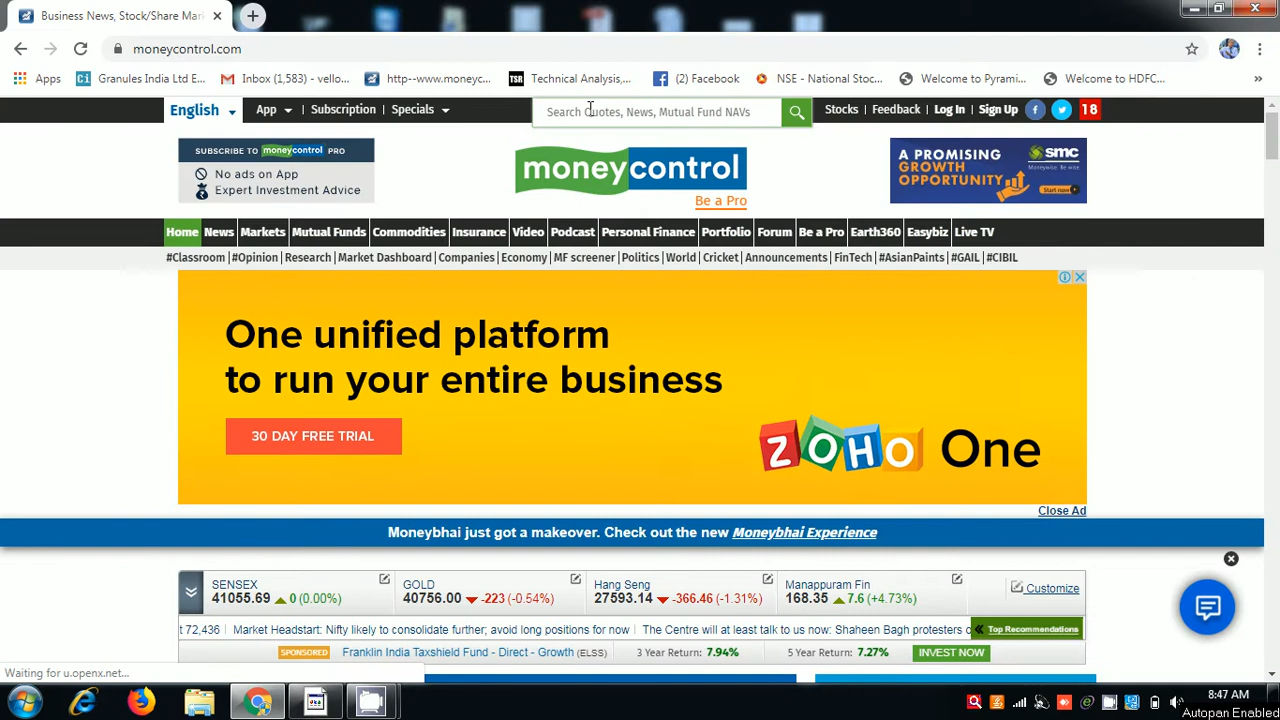 Business News, Stock/Share Mar
moneycontrol.com
Apps
Granules India Ltd E...
Inbox (1,583) - vello...
http--www.moneyc...
TSR
Technical Analysis,...
(2) Facebook
NSE - National Stoc...
Welcome to Pyrami...
Welcome to HDFC...
English
App
Subscription
Specials
Search Quotes, News, Mutual Fund NAVs
Stocks
Feedback
Log In
Sign Up
18
SUBSCRIBE TO moneycontrol PRO
No ads on App
Expert Investment Advice
moneycontrol
Be a Pro
A PROMISING
GROWTH
OPPORTUNITY
smc
Moneywise. Be wise.
Start now
Home News Markets Mutual Funds Commodities Insurance Video Podcast Personal Finance Portfolio Forum Be a Pro Earth360 Easybiz Live TV
#Classroom #Opinion Research Market Dashboard Companies Economy MF screener Politics World Cricket Announcements FinTech #AsianPaints #GAIL #CIBIL
One unified platform
to run your entire business
30 DAY FREE TRIAL
ZOHO One
Close Ad
Moneybhai just got a makeover. Check out the new Moneybhai Experience
SENSEX
41055.69 0 (0.00%)
GOLD
40756.00 -223 (-0.54%)
Hang Seng
27593.14 -366.46 (-1.31%)
Manappuram Fin
168.35 7.6 (+4.73%)
Customize
t 72,436 Market Headstart: Nifty likely to consolidate further; avoid long positions for now The Centre will at least talk to us now: Shaheen Bagh protesters
Top Recommendations
SPONSORED Franklin India Taxshield Fund - Direct - Growth (ELSS) 3 Year Return: 7.94% 5 Year Return: 7.27% INVEST NOW
Waiting for u.openx.net...
8:47 AM
Autopan Enabled